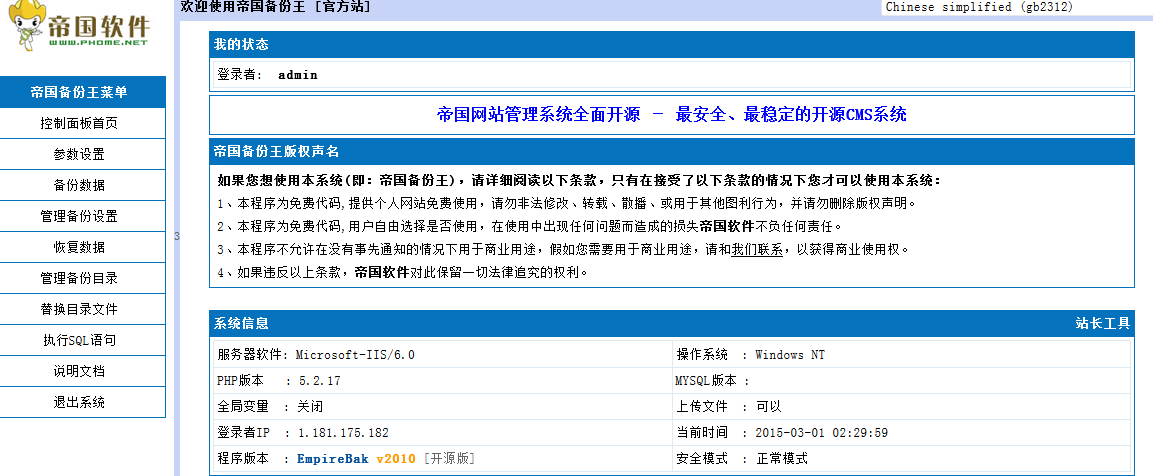 帝国软件
WWW.PHOME.NET
帝国备份王菜单
控制面板首页
参数设置
备份数据
管理备份设置
恢复数据
管理备份目录
替换目录文件
执行SQL语句
说明文档
退出系统
3
欢迎使用帝国备份王 [官方站]
Chinese simplified (gb2312)
我的状态
登录者: admin
帝国网站管理系统全面开源 － 最安全、最稳定的开源CMS系统
帝国备份王版权声名
如果您想使用本系统(即：帝国备份王)，请详细阅读以下条款，只有在接受了以下条款的情况下您才可以使用本系统：
1、本程序为免费代码,提供个人网站免费使用，请勿非法修改、转载、散播、或用于其他图利行为，并请勿删除版权声明。
2、本程序为免费代码,用户自由选择是否使用，在使用中出现任何问题而造成的损失帝国软件不负任何责任。
3、本程序不允许在没有事先通知的情况下用于商业用途，假如您需要用于商业用途，请和我们联系，以获得商业使用权。
4、如果违反以上条款，帝国软件对此保留一切法律追究的权利。
系统信息 站长工具
服务器软件: Microsoft-IIS/6.0 操作系统 : Windows NT
PHP版本 : 5.2.17 MYSQL版本 :
全局变量 : 关闭 上传文件 : 可以
登录者IP : 1.181.175.182 当前时间 : 2015-03-01 02:29:59
程序版本 : EmpireBak v2010 [开源版] 安全模式 : 正常模式